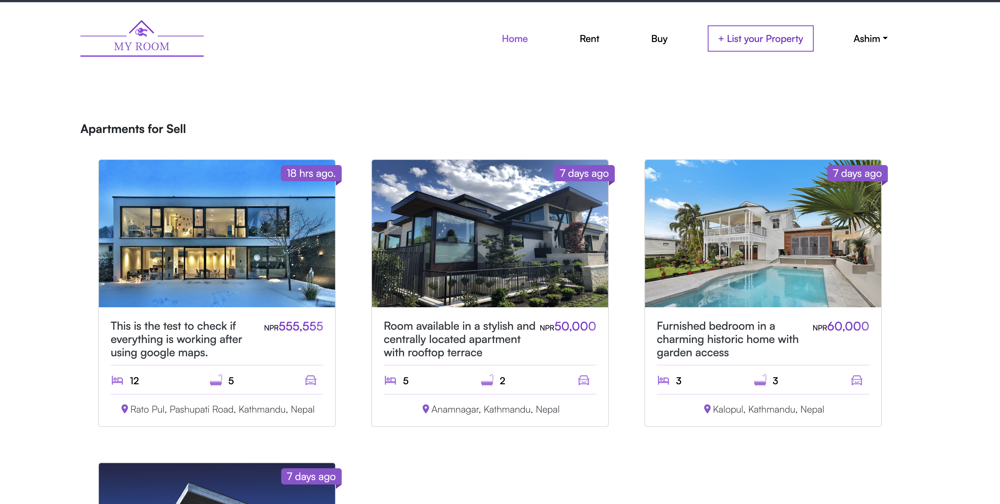 MY ROOM
Home
Rent
Buy
+ List your Property
Ashim
Apartments for Sell
18 hrs ago.
This is the test to check if
everything is working after
using google maps.
NPR555,555
12
5
Rato Pul, Pashupati Road, Kathmandu, Nepal
7 days ago
Room available in a stylish and
centrally located apartment
with rooftop terrace
NPR50,000
5
2
Anamnagar, Kathmandu, Nepal
7 days ago
Furnished bedroom in a
charming historic home with
garden access
NPR60,000
3
3
Kalopul, Kathmandu, Nepal
7 days ago